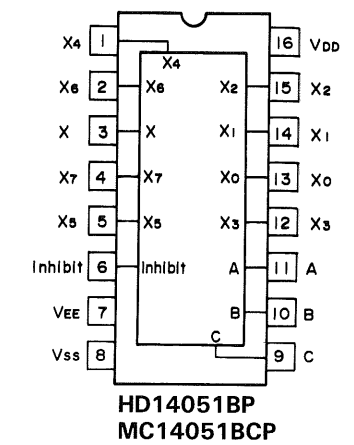 X4 1 16 VDD
X4
X6 2 X6 X2 15 X2
X 3 X X1 14 X1
X7 4 X7 X0 13 X0
X5 5 X5 X3 12 X3
Inhibit 6 Inhibit A 11 A
VEE 7 B 10 B
C
VSS 8 9 C
HD14051BP
MC14051BCP